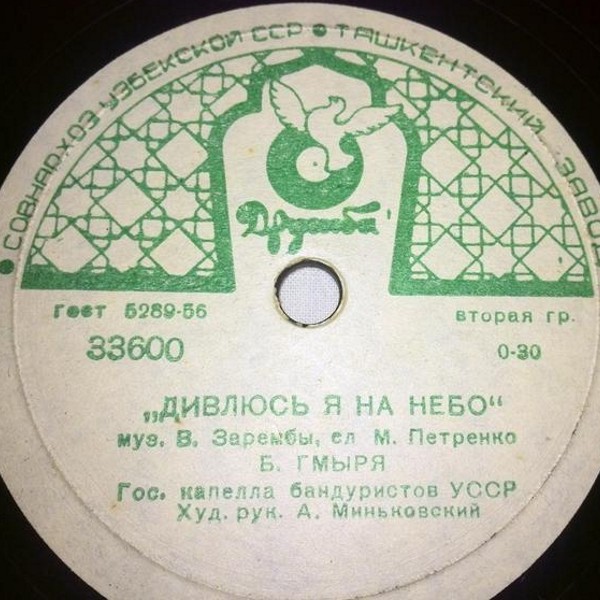 ● СОВНАРХОЗ УЗБЕКСКОЙ ССР ● ТАШКЕНТСКИЙ ЗАВОД
Дружба
гост 5289-56
вторая гр.
33600
0-30
„ДИВЛЮСЬ Я НА НЕБО“
муз. В. Зарембы, сл М. Петренко
Б. ГМЫРЯ
Гос. капелла бандуристов УССР
Худ. рук. А. Миньковский